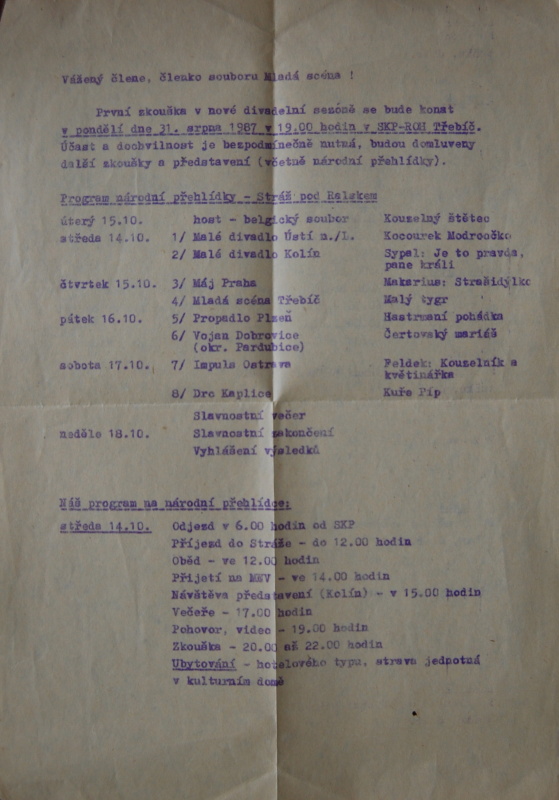 Vážený člene, členko souboru Mladá scéna !
První zkouška v nové divadelní sezóně se bude konat
v pondělí dne 31. srpna 1987 v 19.00 hodin v SKP-ROH Třebíč.
Účast a dochvilnost je bezpodmínečně nutná, budou domluveny
další zkoušky a představení (včetně národní přehlídky).
Program národní přehlídky - Stráž pod Ralskem
úterý 15.10. host - belgický soubor Kouzelný štětec
středa 14.10. 1/ Malé divadlo Ústí n./L. Kocourek Modroočko
2/ Malé divadlo Kolín Sypal: Je to pravda,
pane králi
čtvrtek 15.10. 3/ Máj Praha Makarius: Strašidýlko
4/ Mladá scéna Třebíč Malý tygr
pátek 16.10. 5/ Propadlo Plzeň Hastrmaní pohádka
6/ Vojan Dobrovice Čertovský mariáš
(okr. Pardubice)
sobota 17.10. 7/ Impuls Ostrava Feldek: Kouzelník a
květinářka
8/ Drc Kaplice Kuře Píp
Slavnostní večer
neděle 18.10. Slavnostní zakončení
Vyhlášení výsledků
Náš program na národní přehlídce:
středa 14.10. Odjezd v 6.00 hodin od SKP
Příjezd do Stráže - do 12.00 hodin
Oběd - ve 12.00 hodin
Přijetí na MNV - ve 14.00 hodin
Návštěva představení (Kolín) - v 15.00 hodin
Večeře - 17.00 hodin
Pohovor, video - 19.00 hodin
Zkouška - 20.00 až 22.00 hodin
Ubytování - hotelového typu, strava jednotná
v kulturním domě